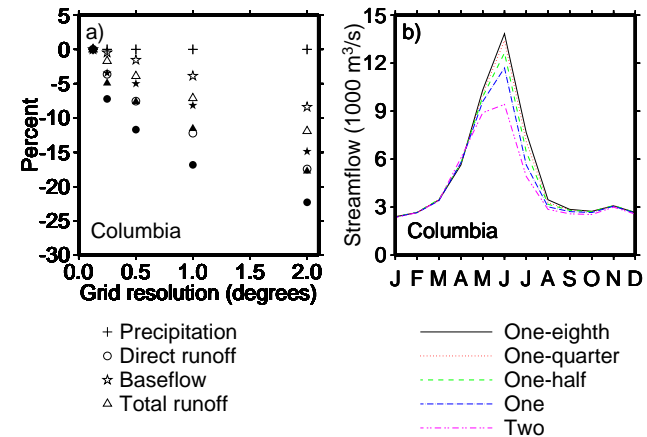 a)
5
0
-5
-10
-15
-20
-25
-30
Percent
Columbia
0.0 0.5 1.0 1.5 2.0
Grid resolution (degrees)
+ Precipitation
Direct runoff
Baseflow
Total runoff
b)
15
12
9
6
3
0
Streamflow (1000 m³/s)
Columbia
J F M A M J J A S O N D
One-eighth
One-quarter
One-half
One
Two